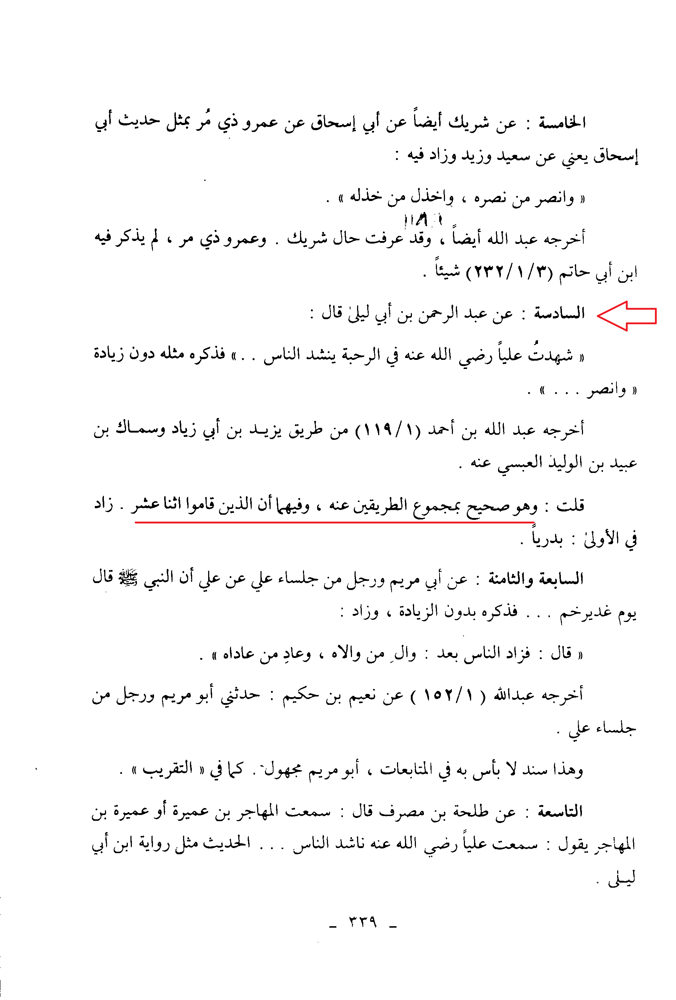 الخامسة : عن شريك أيضاً عن أبي إسحاق عن عمرو ذي مُر بمثل حديث أبي
إسحاق يعني عن سعيد وزيد وزاد فيه :
« وانصر من نصره ، واخذل من خذله » .
أخرجه عبد الله أيضاً ، وقد عرفت حال شريك . وعمرو ذي مر ، لم يذكر فيه
ابن أبي حاتم (٢٣٢/١/٣) شيئاً .
السادسة : عن عبد الرحمن بن أبي ليلىٰ قال :
« شهدتُ علياً رضي الله عنه في الرحبة ينشد الناس . . » فذكره مثله دون زيادة
« وانصر . . . » .
أخرجه عبد الله بن أحمد (١١٩/١) من طريق يزيـد بن أبي زياد وسمـاك بن
عبيد بن الوليد العبسي عنه .
قلت : وهو صحيح بمجموع الطريقين عنه ، وفيهما أن الذين قاموا اثنا عشر . زاد
في الأولىٰ : بدرياً .
السابعة والثامنة : عن أبي مريم ورجل من جلساء علي عن علي أن النبي ﷺ قال
يوم غديرخم . . . فذكره بدون الزيادة ، وزاد :
« قال : فزاد الناس بعد : والِ من والاه ، وعادِ من عاداه » .
أخرجه عبدالله ( ١٥٢/١ ) عن نعيم بن حكيم : حدثني أبو مريم ورجل من
جلساء علي .
وهذا سند لا بأس به في المتابعات ، أبو مريم مجهول . كما في « التقريب » .
التاسعة : عن طلحة بن مصرف قال : سمعت المهاجر بن عميرة أو عميرة بن
المهاجر يقول : سمعت علياً رضي الله عنه ناشد الناس . . . الحديث مثل رواية ابن أبي
ليـلى .
ـ ٣٣٩ ـ